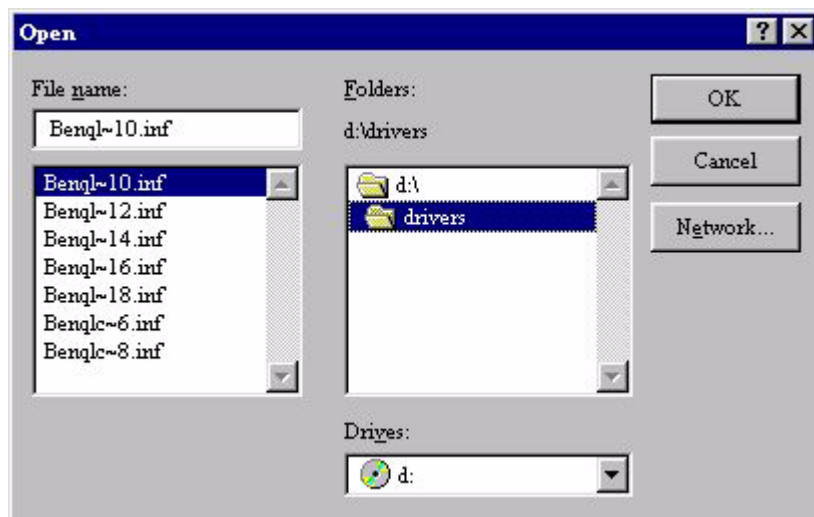 Open
File name:
Benql~10.inf
Benql~10.inf
Benql~12.inf
Benql~14.inf
Benql~16.inf
Benql~18.inf
Benqlc~6.inf
Benqlc~8.inf
Folders:
d:\drivers
d:\
drivers
Drives:
d:
OK
Cancel
Network...